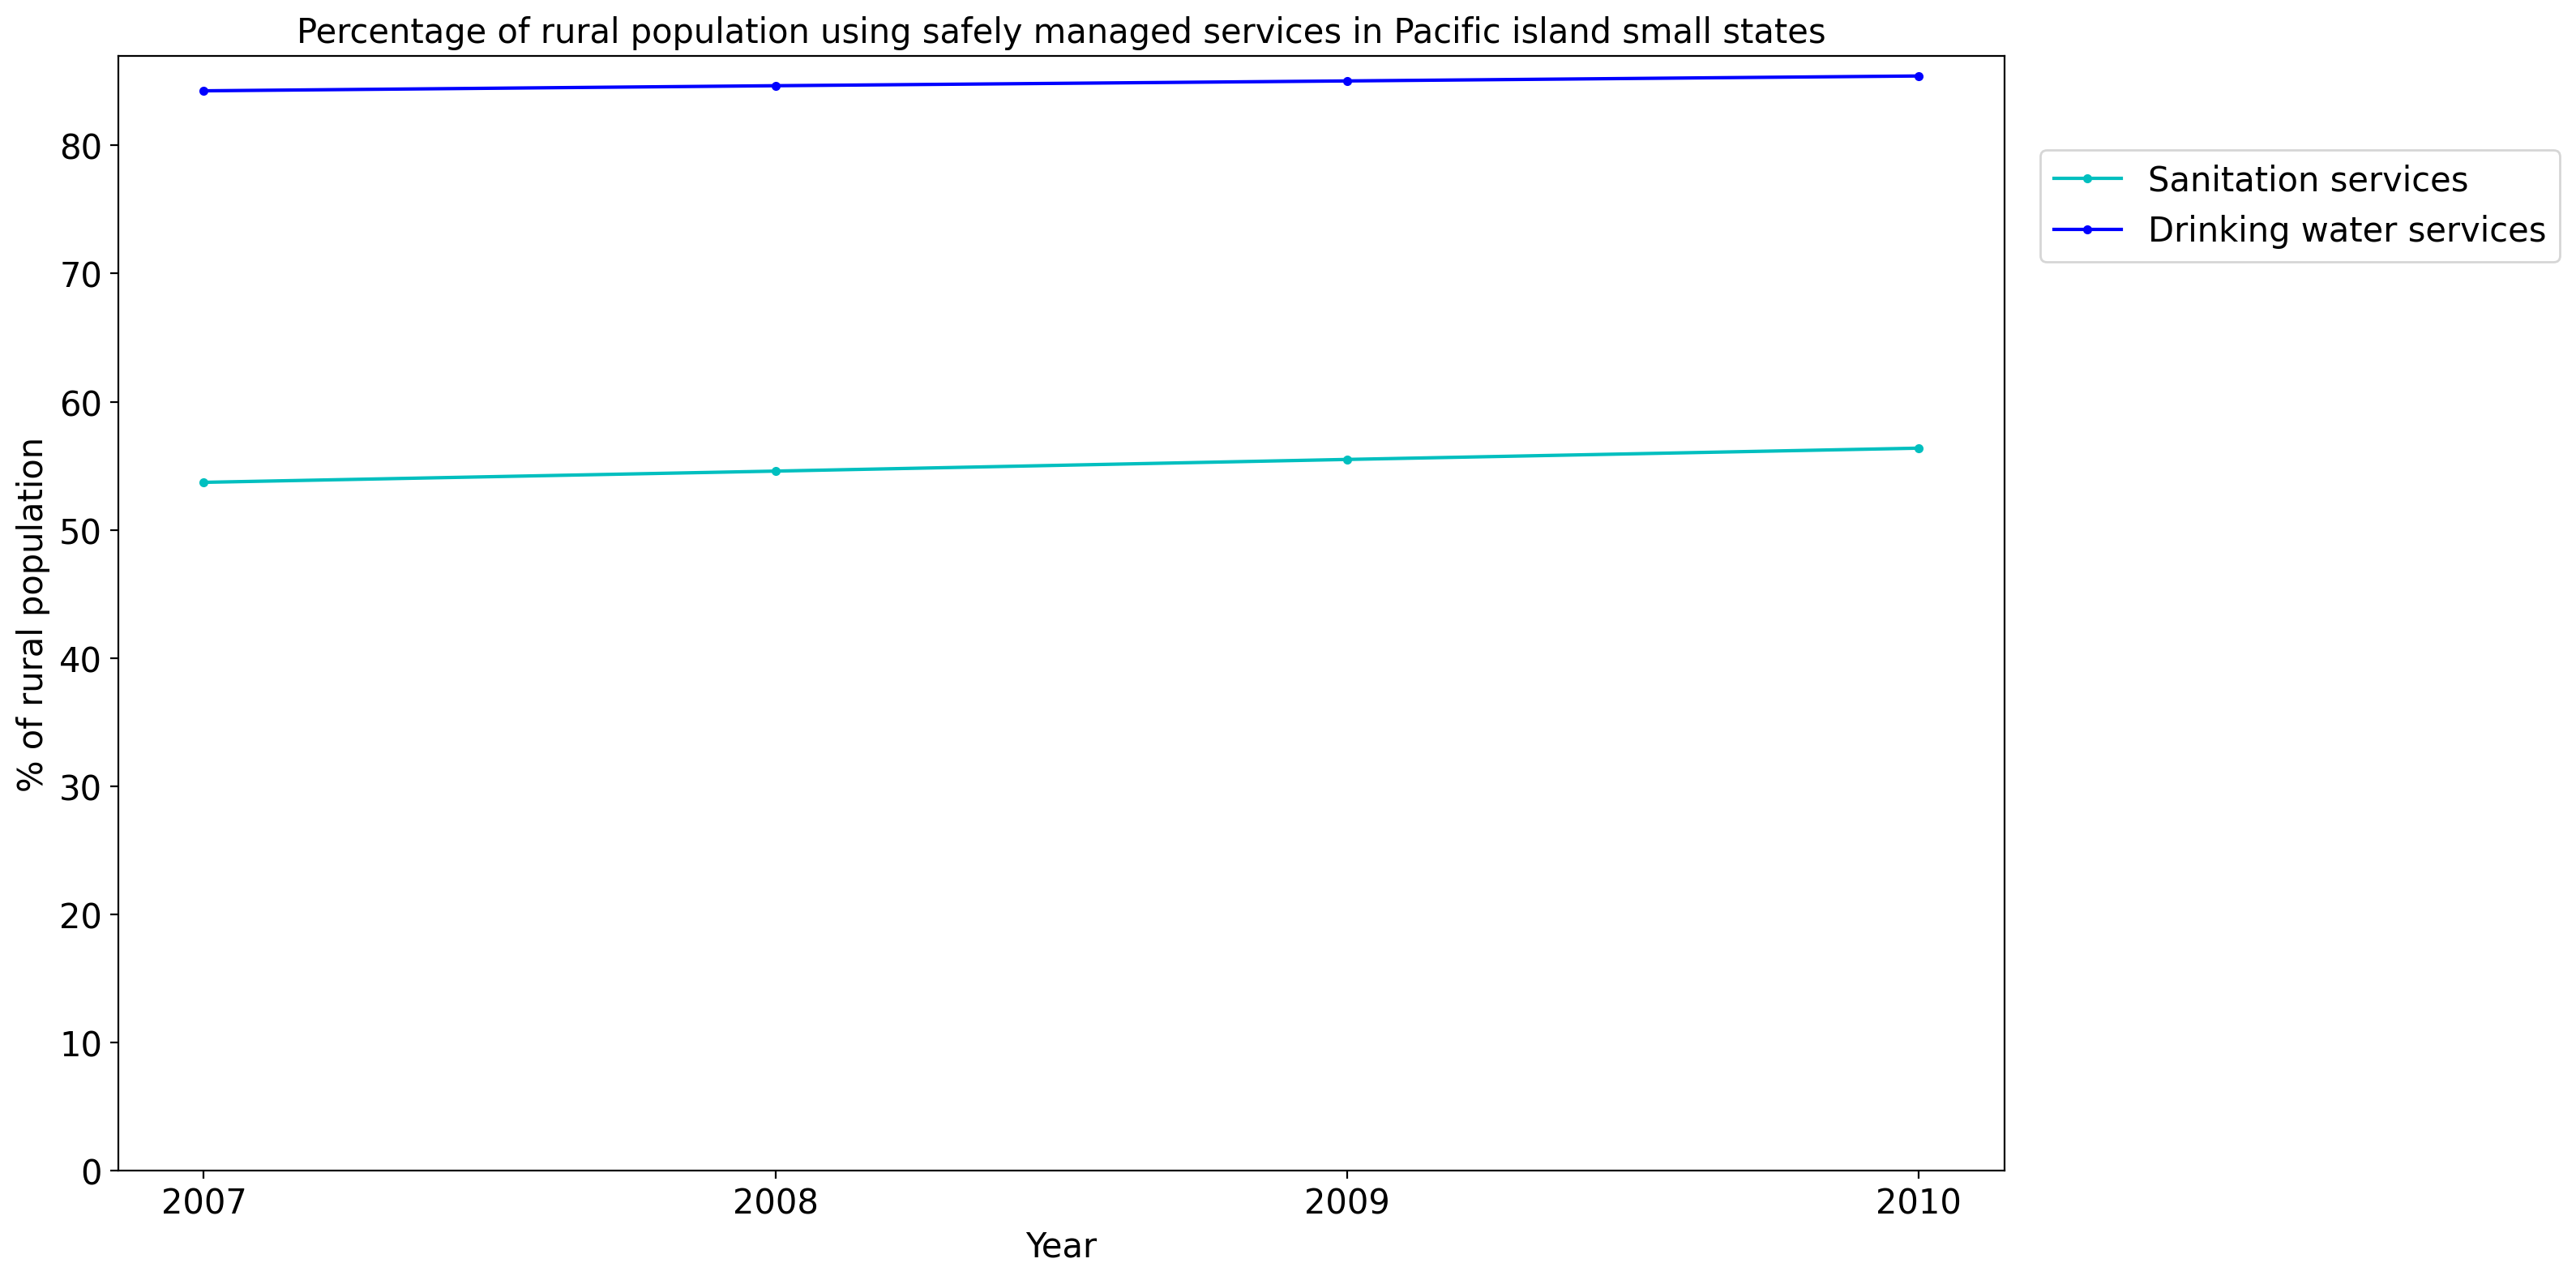 Percentage of rural population using safely managed services in Pacific island small states
80
70
60
50
40
30
20
10
0
% of rural population
2007
2008
2009
2010
Year
Sanitation services
Drinking water services